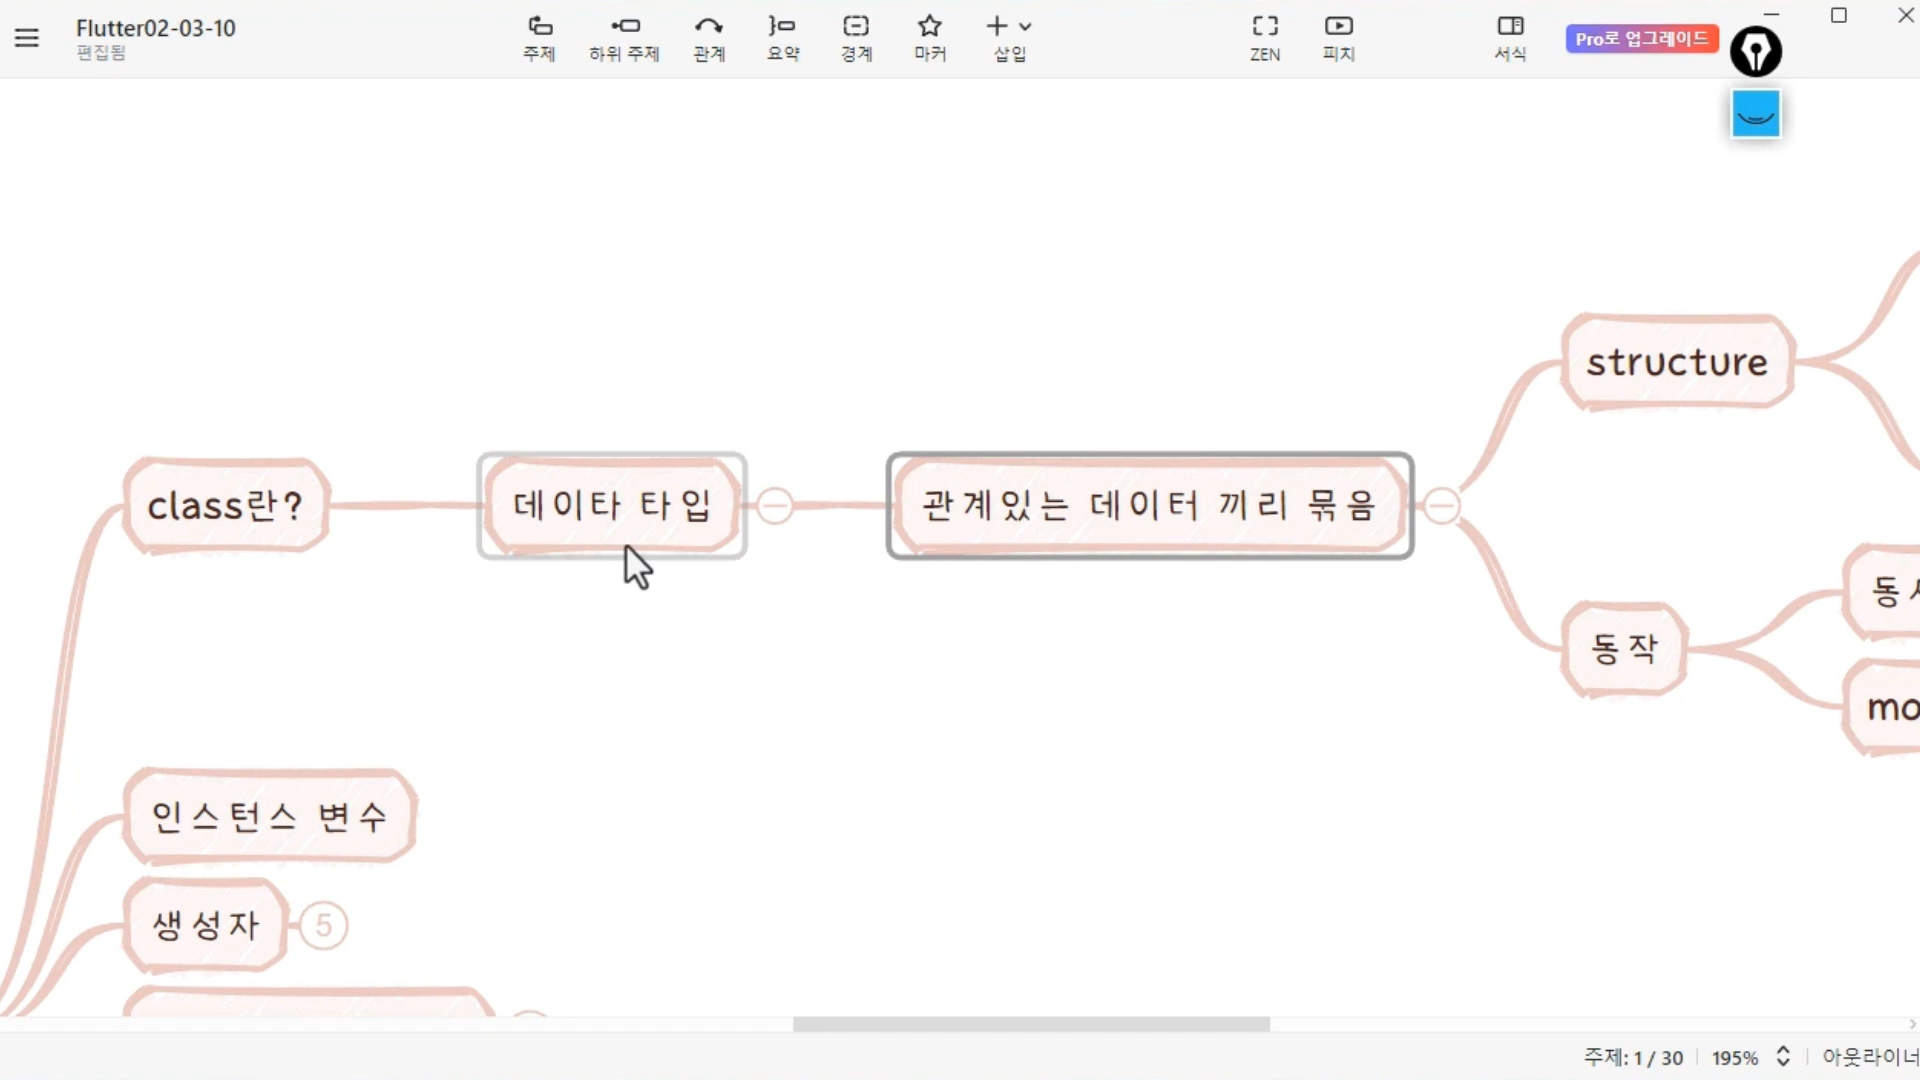 Flutter02-03-10
편집됨
주제
하위 주제
관계
요약
경계
마커
삽입
ZEN
피치
서식
Pro로 업그레이드
structure
class란?
데이타 타입
관계있는 데이터 끼리 묶음
동
동작
mo
인스턴스 변수
생성자
5
주제: 1 / 30
195%
아웃라이너